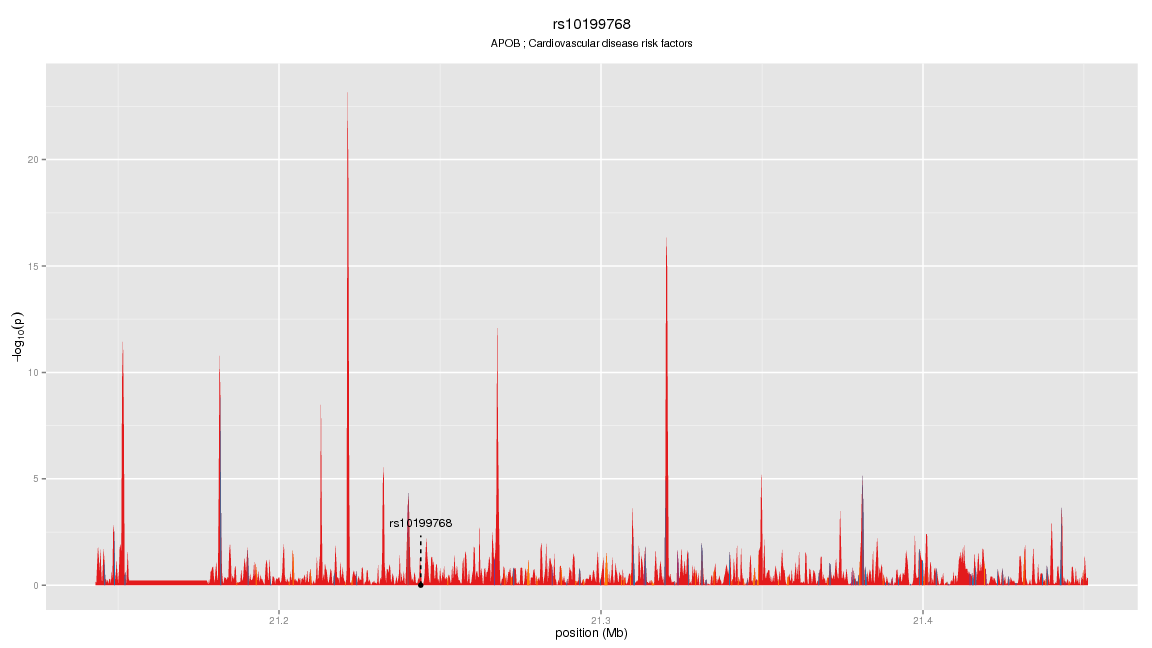 rs10199768
APOB ; Cardiovascular disease risk factors
20
15
10
5
0
−log10(p)
rs10199768
21.2
21.3
21.4
position (Mb)